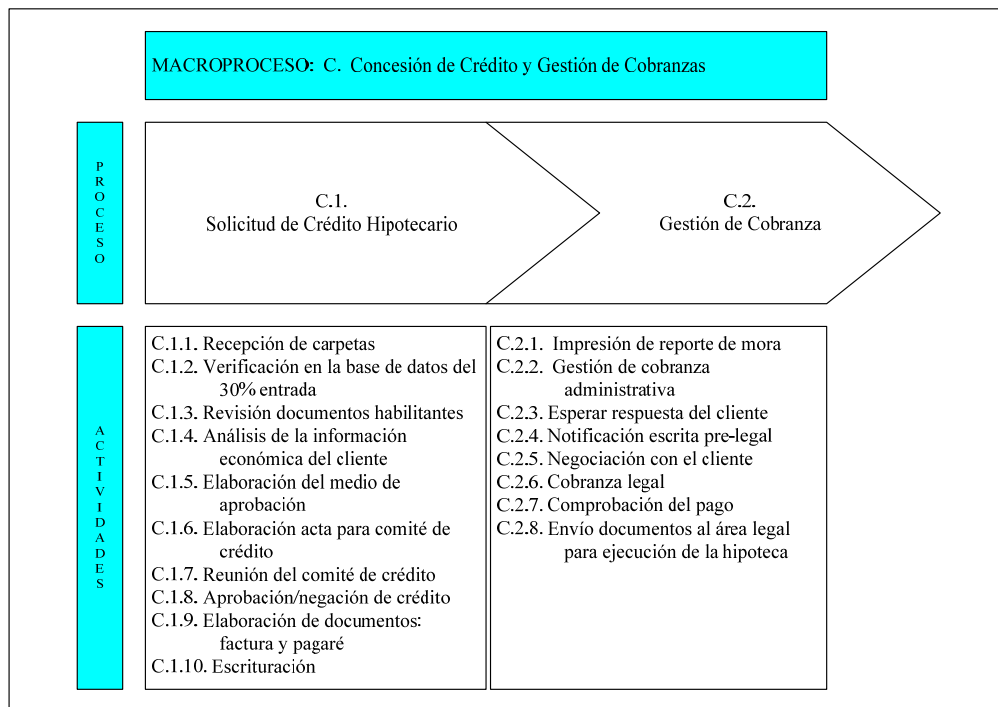 MACROPROCESO: C. Concesión de Crédito y Gestión de Cobranzas
PROCESO
C.1.
Solicitud de Crédito Hipotecario
C.2.
Gestión de Cobranza
ACTIVIDADES
C.1.1. Recepción de carpetas
C.1.2. Verificación en la base de datos del
30% entrada
C.1.3. Revisión documentos habilitantes
C.1.4. Análisis de la información
económica del cliente
C.1.5. Elaboración del medio de
aprobación
C.1.6. Elaboración acta para comité de
crédito
C.1.7. Reunión del comité de crédito
C.1.8. Aprobación/negación de crédito
C.1.9. Elaboración de documentos:
factura y pagaré
C.1.10. Escrituración
C.2.1. Impresión de reporte de mora
C.2.2. Gestión de cobranza
administrativa
C.2.3. Esperar respuesta del cliente
C.2.4. Notificación escrita pre-legal
C.2.5. Negociación con el cliente
C.2.6. Cobranza legal
C.2.7. Comprobación del pago
C.2.8. Envío documentos al área legal
para ejecución de la hipoteca